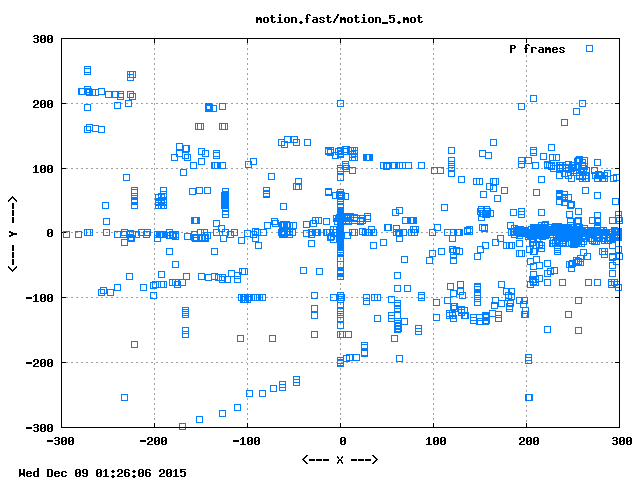 motion.fast/motion_5.mot
P frames
300
200
100
0
-100
-200
-300
<--- Y --->
-300 -200 -100 0 100 200 300
<--- X --->
Wed Dec 09 01:26:06 2015